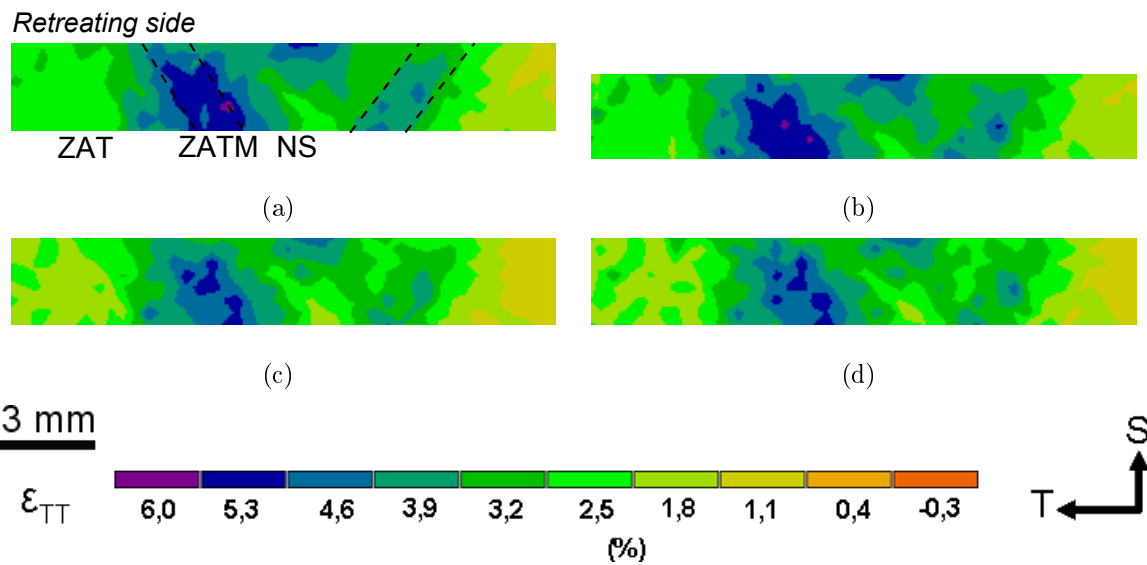 Retreating side
ZAT ZATM NS
(a)
(b)
(c)
(d)
3 mm
S
T
εTT
6,0 5,3 4,6 3,9 3,2 2,5 1,8 1,1 0,4 -0,3
(%)